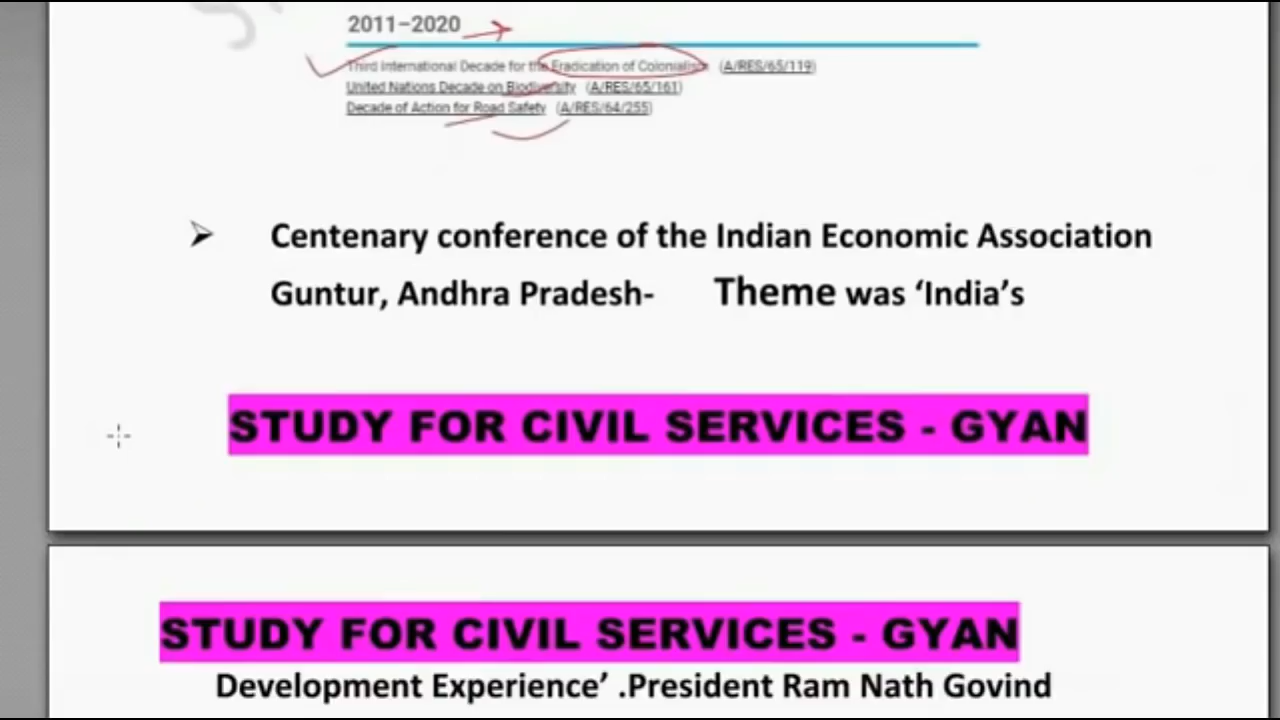 2011–2020
Third International Decade for the Eradication of Colonialism (A/RES/65/119)
United Nations Decade on Biodiversity (A/RES/65/161)
Decade of Action for Road Safety (A/RES/64/255)
➢ Centenary conference of the Indian Economic Association
Guntur, Andhra Pradesh- Theme was ‘India’s
STUDY FOR CIVIL SERVICES - GYAN
STUDY FOR CIVIL SERVICES - GYAN
Development Experience’ .President Ram Nath Govind